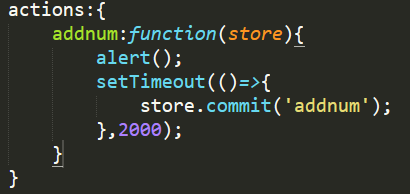 actions:{
    addnum:function(store){
        alert();
        setTimeout(()=>{
            store.commit('addnum');
        },2000);
    }
}